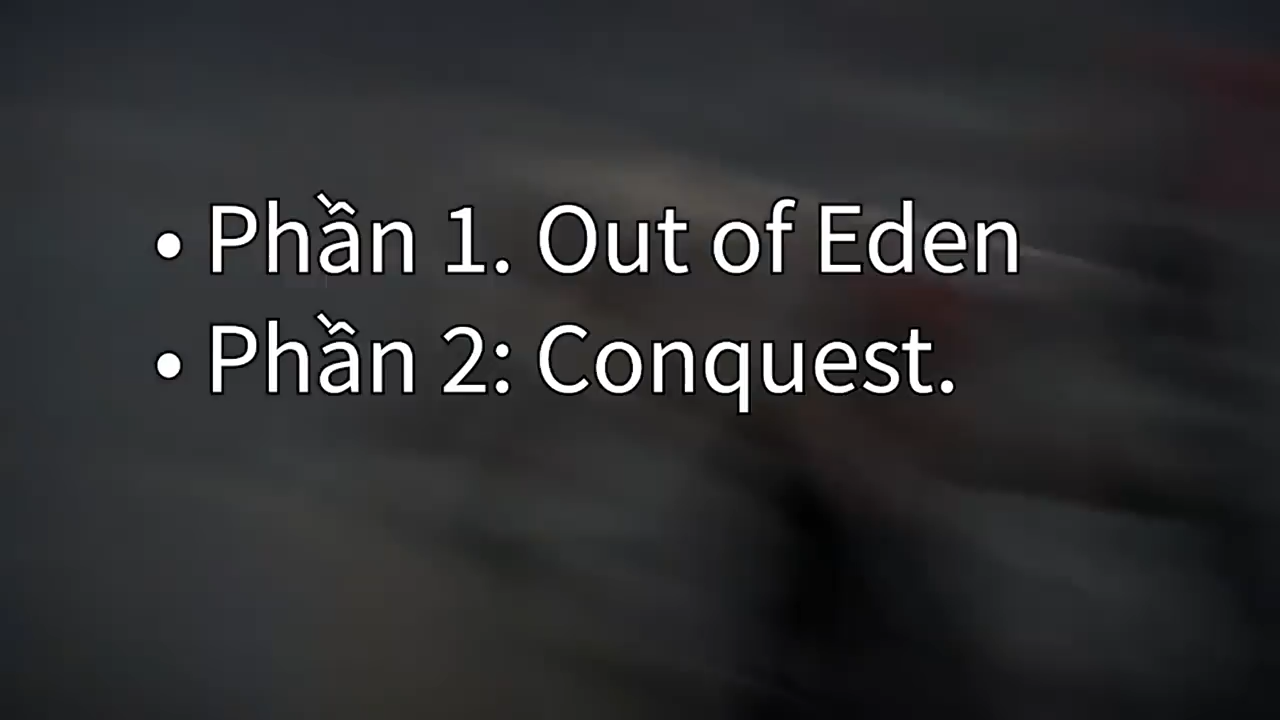 • Phần 1. Out of Eden
• Phần 2: Conquest.